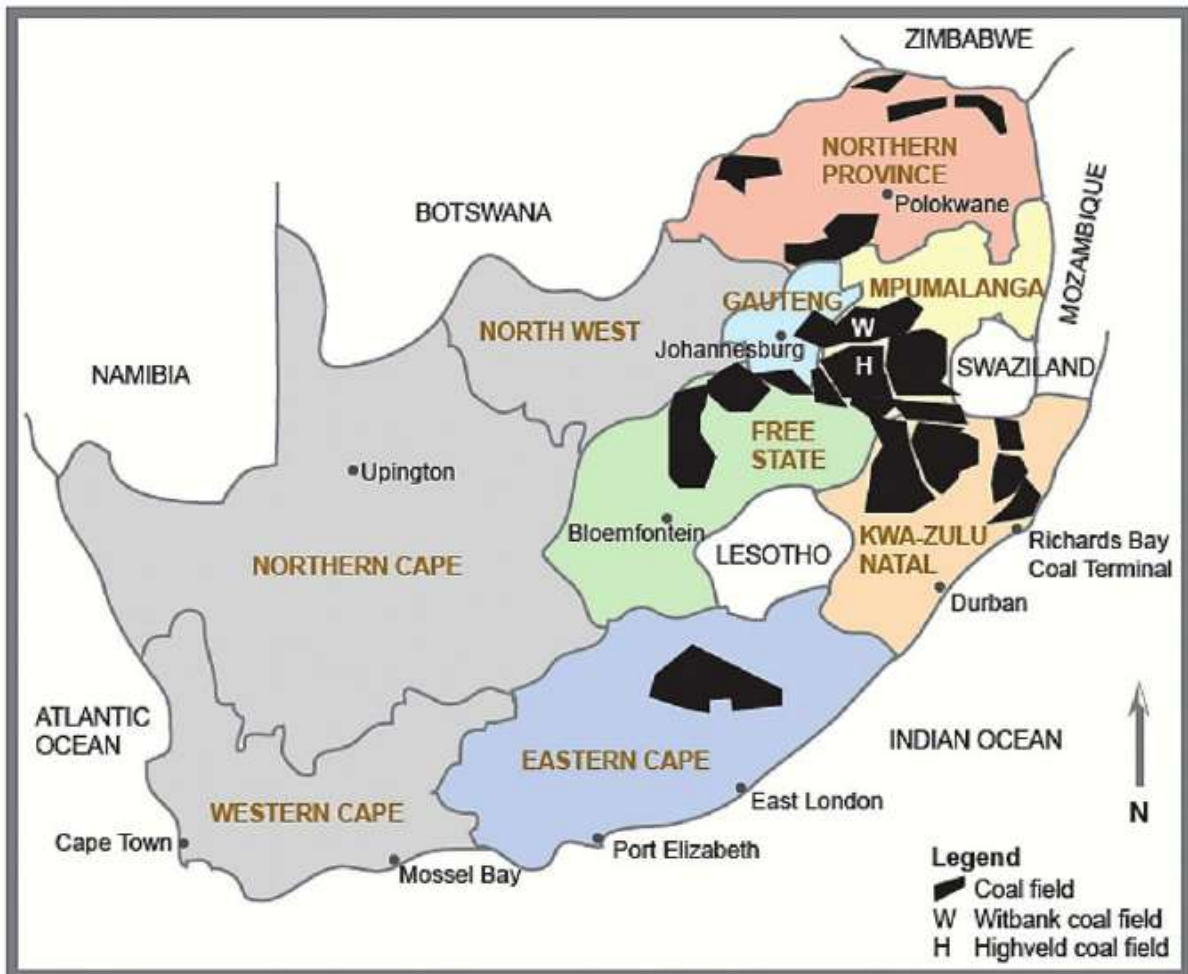 ZIMBABWE
NORTHERN
PROVINCE
Polokwane
BOTSWANA
MOZAMBIQUE
GAUTENG
MPUMALANGA
NORTH WEST
W
Johannesburg
H
SWAZILAND
NAMIBIA
FREE
STATE
Upington
Bloemfontein
LESOTHO
KWA-ZULU
NATAL
Richards Bay
Coal Terminal
NORTHERN CAPE
Durban
ATLANTIC
OCEAN
INDIAN OCEAN
EASTERN CAPE
WESTERN CAPE
East London
N
Cape Town
Port Elizabeth
Mossel Bay
Legend
Coal field
W Witbank coal field
H Highveld coal field